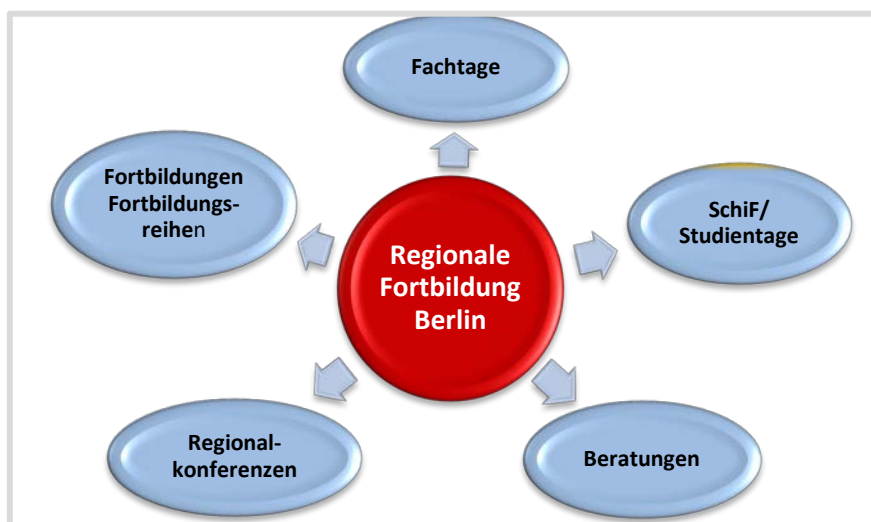 Fachtage
Fortbildungen
Fortbildungs-
reihen
SchiF/
Studientage
Regionale
Fortbildung
Berlin
Regional-
konferenzen
Beratungen